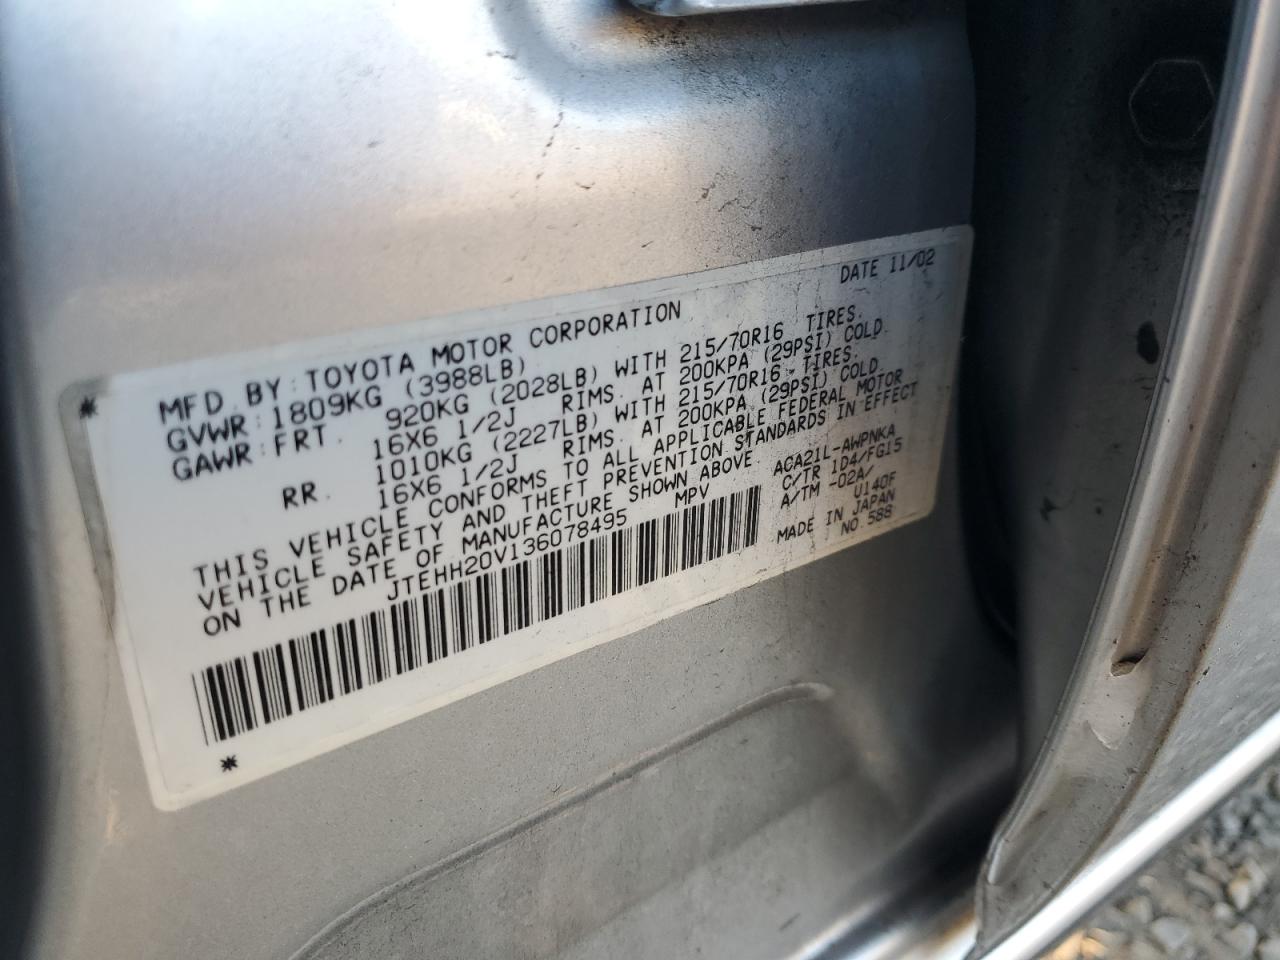 DATE 11/02
MFD. BY: TOYOTA MOTOR CORPORATION
GVWR: 1809KG (3988LB)
GAWR: FRT. 920KG (2028LB) WITH 215/70R16 TIRES.
16X6 1/2J RIMS. AT 200KPA (29PSI) COLD.
RR. 1010KG (2227LB) WITH 215/70R16 TIRES.
16X6 1/2J RIMS. AT 200KPA (29PSI) COLD.
THIS VEHICLE CONFORMS TO ALL APPLICABLE FEDERAL MOTOR
VEHICLE SAFETY AND THEFT PREVENTION STANDARDS IN EFFECT
ON THE DATE OF MANUFACTURE SHOWN ABOVE.
JTEHH20V136078495 MPV
ACA21L-AWPNKA
C/TR 1D4/FG15
A/TM -02A/
U140F
MADE IN JAPAN
NO.588